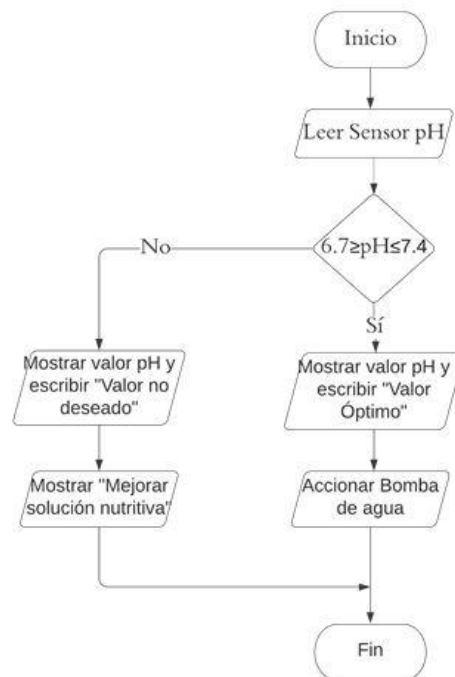 Inicio
Leer Sensor pH
6.7≥pH≤7.4
No
Sí
Mostrar valor pH y
escribir "Valor no
deseado"
Mostrar valor pH y
escribir "Valor
Óptimo"
Mostrar "Mejorar
solución nutritiva"
Accionar Bomba
de agua
Fin